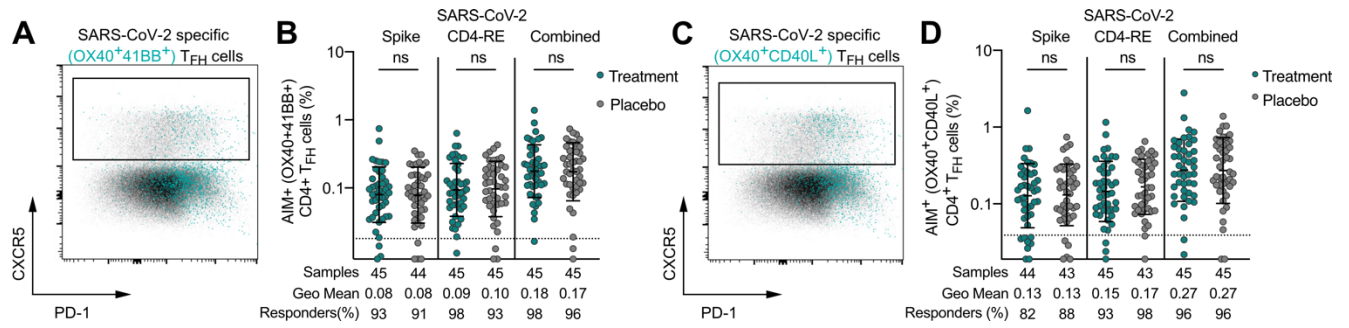 A
SARS-CoV-2 specific
(OX40⁺41BB⁺) T_FH cells
CXCR5
PD-1
B
SARS-CoV-2
Spike CD4-RE Combined
ns ns ns
AIM+ (OX40+41BB+
CD4+ T_FH cells (%)
10
1
0.1
Treatment
Placebo
Samples 45 44 45 45 45 45
Geo Mean 0.08 0.08 0.09 0.10 0.18 0.17
Responders(%) 93 91 98 93 98 96
C
SARS-CoV-2 specific
(OX40⁺CD40L⁺) T_FH cells
CXCR5
PD-1
D
SARS-CoV-2
Spike CD4-RE Combined
ns ns ns
AIM⁺ (OX40⁺CD40L⁺)
CD4⁺ T_FH cells (%)
10
1
0.1
Treatment
Placebo
Samples 44 43 45 43 45 45
Geo Mean 0.13 0.13 0.15 0.17 0.27 0.27
Responders(%) 82 88 93 98 96 96